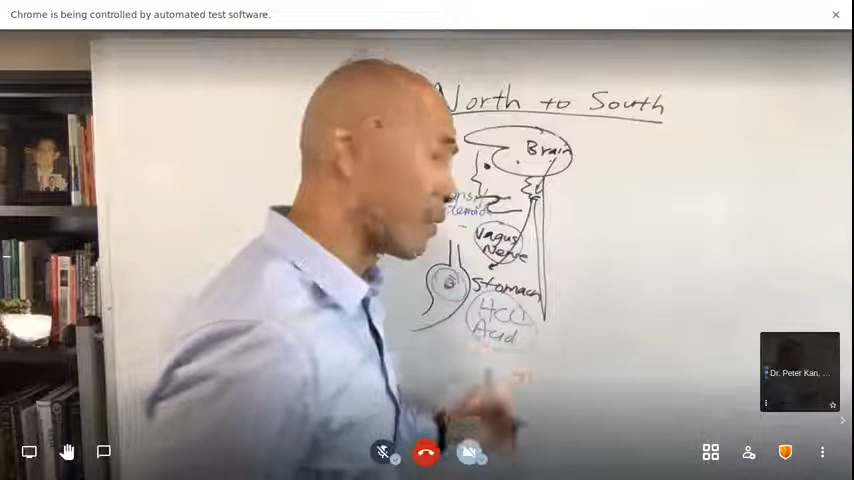 Chrome is being controlled by automated test software.
North to South
Brain
Vagus
Nerve
Stomach
HCl
Acid
Dr. Peter Kan, ...